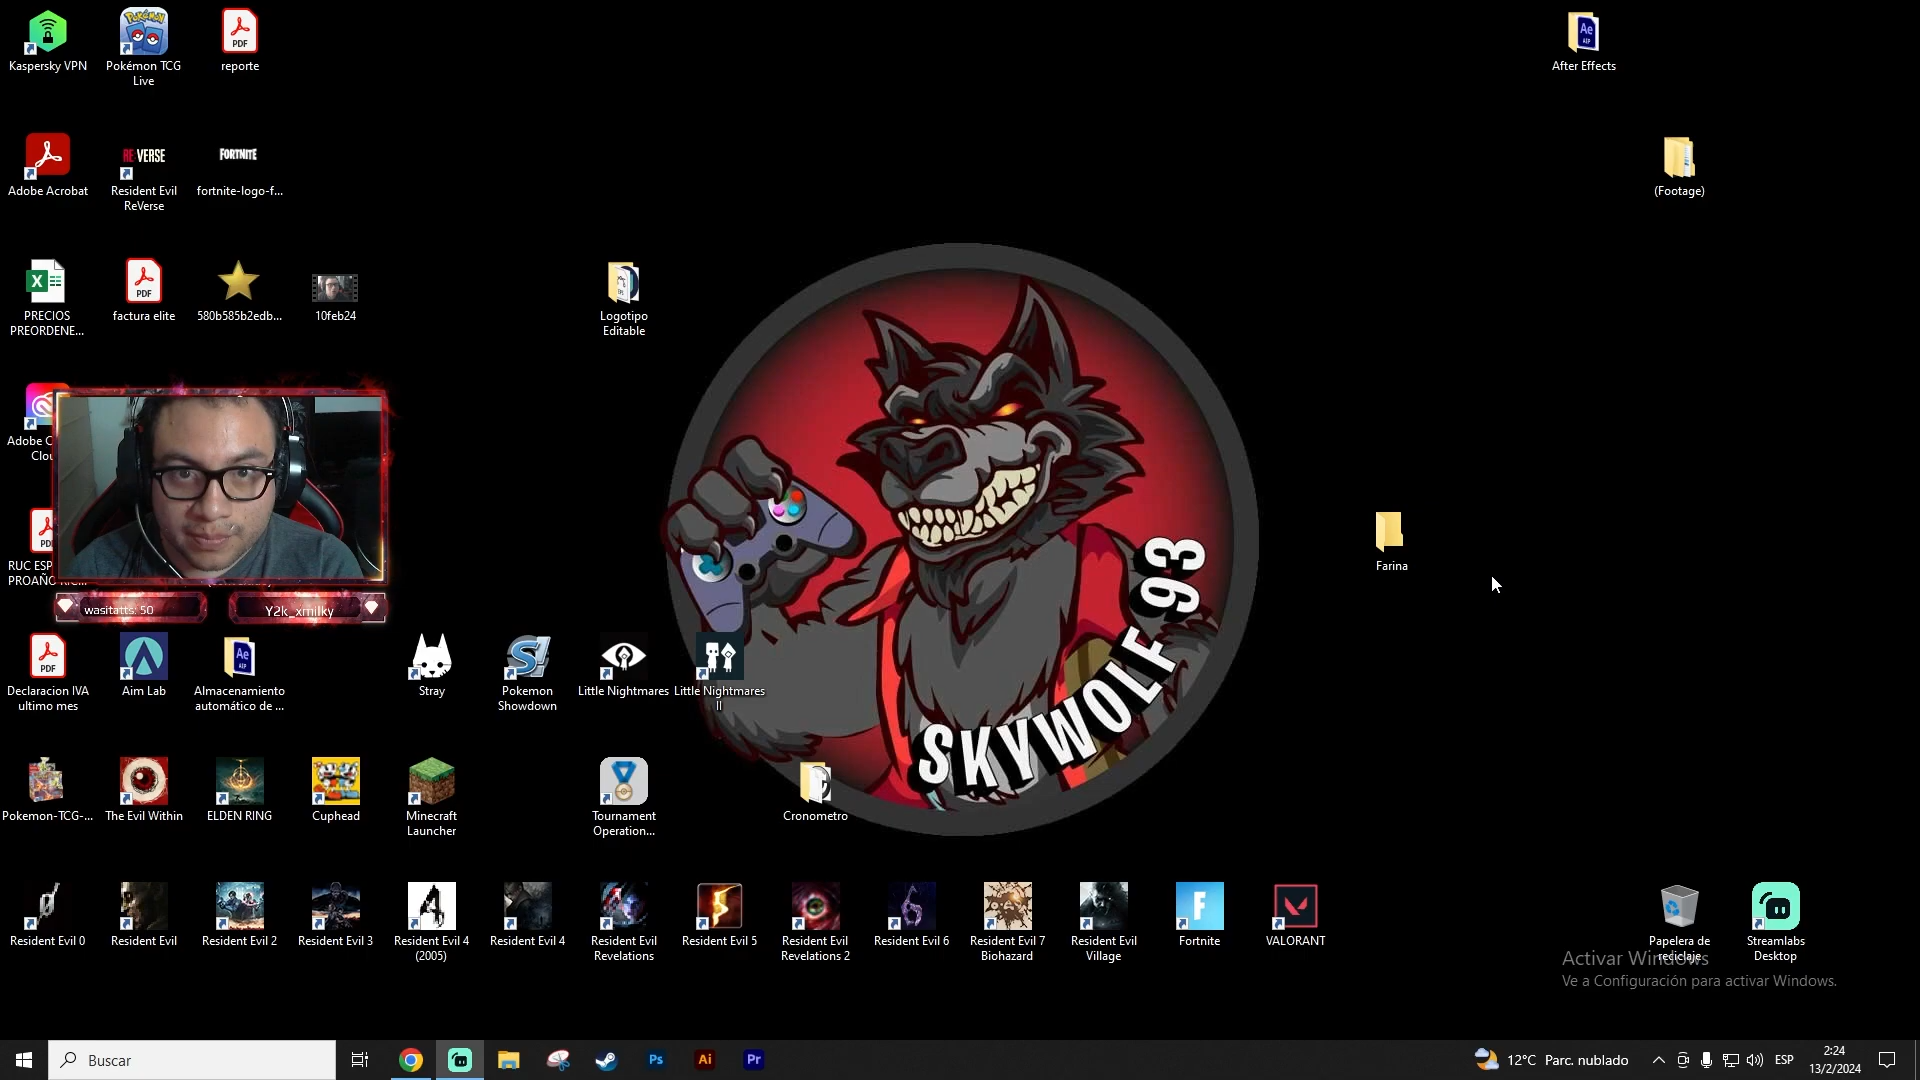 Kaspersky VPN
Pokémon TCG
Live
PDF
reporte
Ae
AIP
After Effects
Adobe Acrobat
RE:VERSE
Resident Evil
ReVerse
FORTNITE
fortnite-logo-f...
(Footage)
PRECIOS
PREORDENE...
PDF
factura elite
580b585b2edb...
10feb24
Logotipo
Editable
Adobe C
Clou
RUC ESP
PROAÑO
Farina
wasitatts: 50
Y2k_xmilky
SKYWOLF 93
PDF
Declaracion IVA
ultimo mes
Aim Lab
Ae
AIP
Almacenamiento
automático de ...
Stray
Pokemon
Showdown
Little Nightmares
Little Nightmares
II
Pokemon-TCG-...
The Evil Within
ELDEN RING
Cuphead
Minecraft
Launcher
Tournament
Operation...
Cronometro
Resident Evil 0
Resident Evil
Resident Evil 2
Resident Evil 3
Resident Evil 4
(2005)
Resident Evil 4
Resident Evil
Revelations
Resident Evil 5
Resident Evil
Revelations 2
Resident Evil 6
Resident Evil 7
Biohazard
Resident Evil
Village
Fortnite
VALORANT
Papelera de
reciclaje
Streamlabs
Desktop
Activar Windows
Ve a Configuración para activar Windows.
Buscar
Ps
Ai
Pr
12°C Parc. nublado
ESP
2:24
13/2/2024